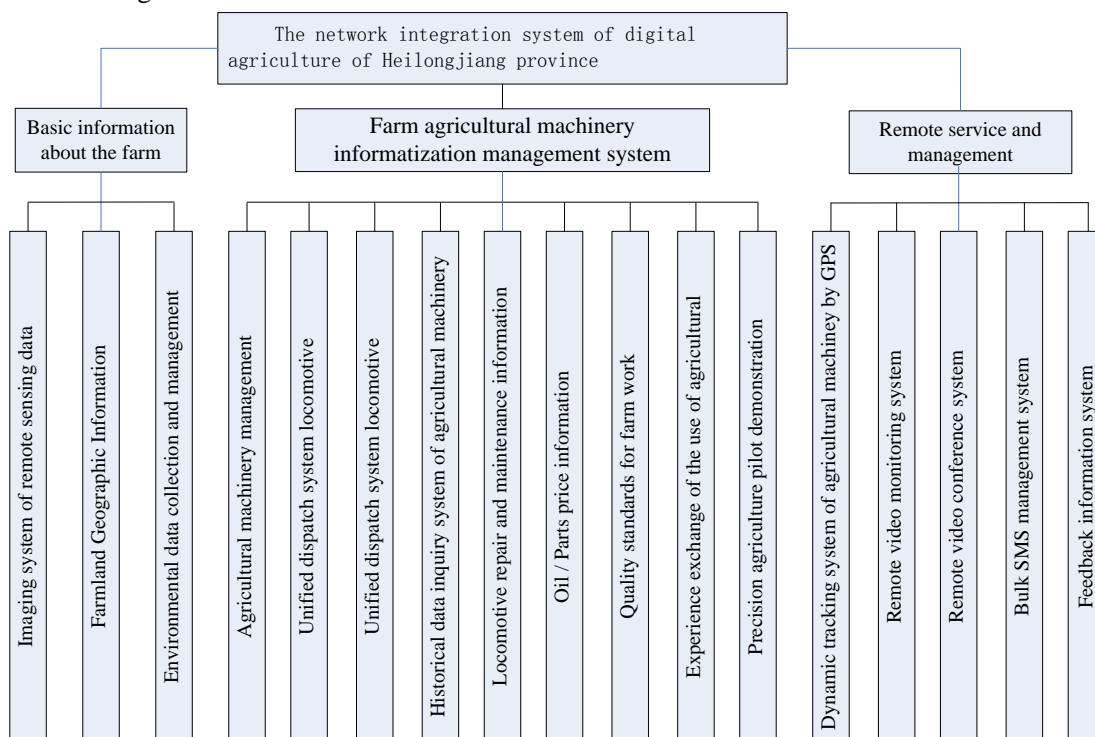 The network integration system of digital
agriculture of Heilongjiang province
Basic information
about the farm
Farm agricultural machinery
informatization management system
Remote service and
management
Imaging system of remote sensing data
Farmland Geographic Information
Environmental data collection and management
Agricultural machinery management
Unified dispatch system locomotive
Unified dispatch system locomotive
Historical data inquiry system of agricultural machinery
Locomotive repair and maintenance information
Oil / Parts price information
Quality standards for farm work
Experience exchange of the use of agricultural
Precision agriculture pilot demonstration
Dynamic tracking system of agricultural machiney by GPS
Remote video monitoring system
Remote video conference system
Bulk SMS management system
Feedback information system